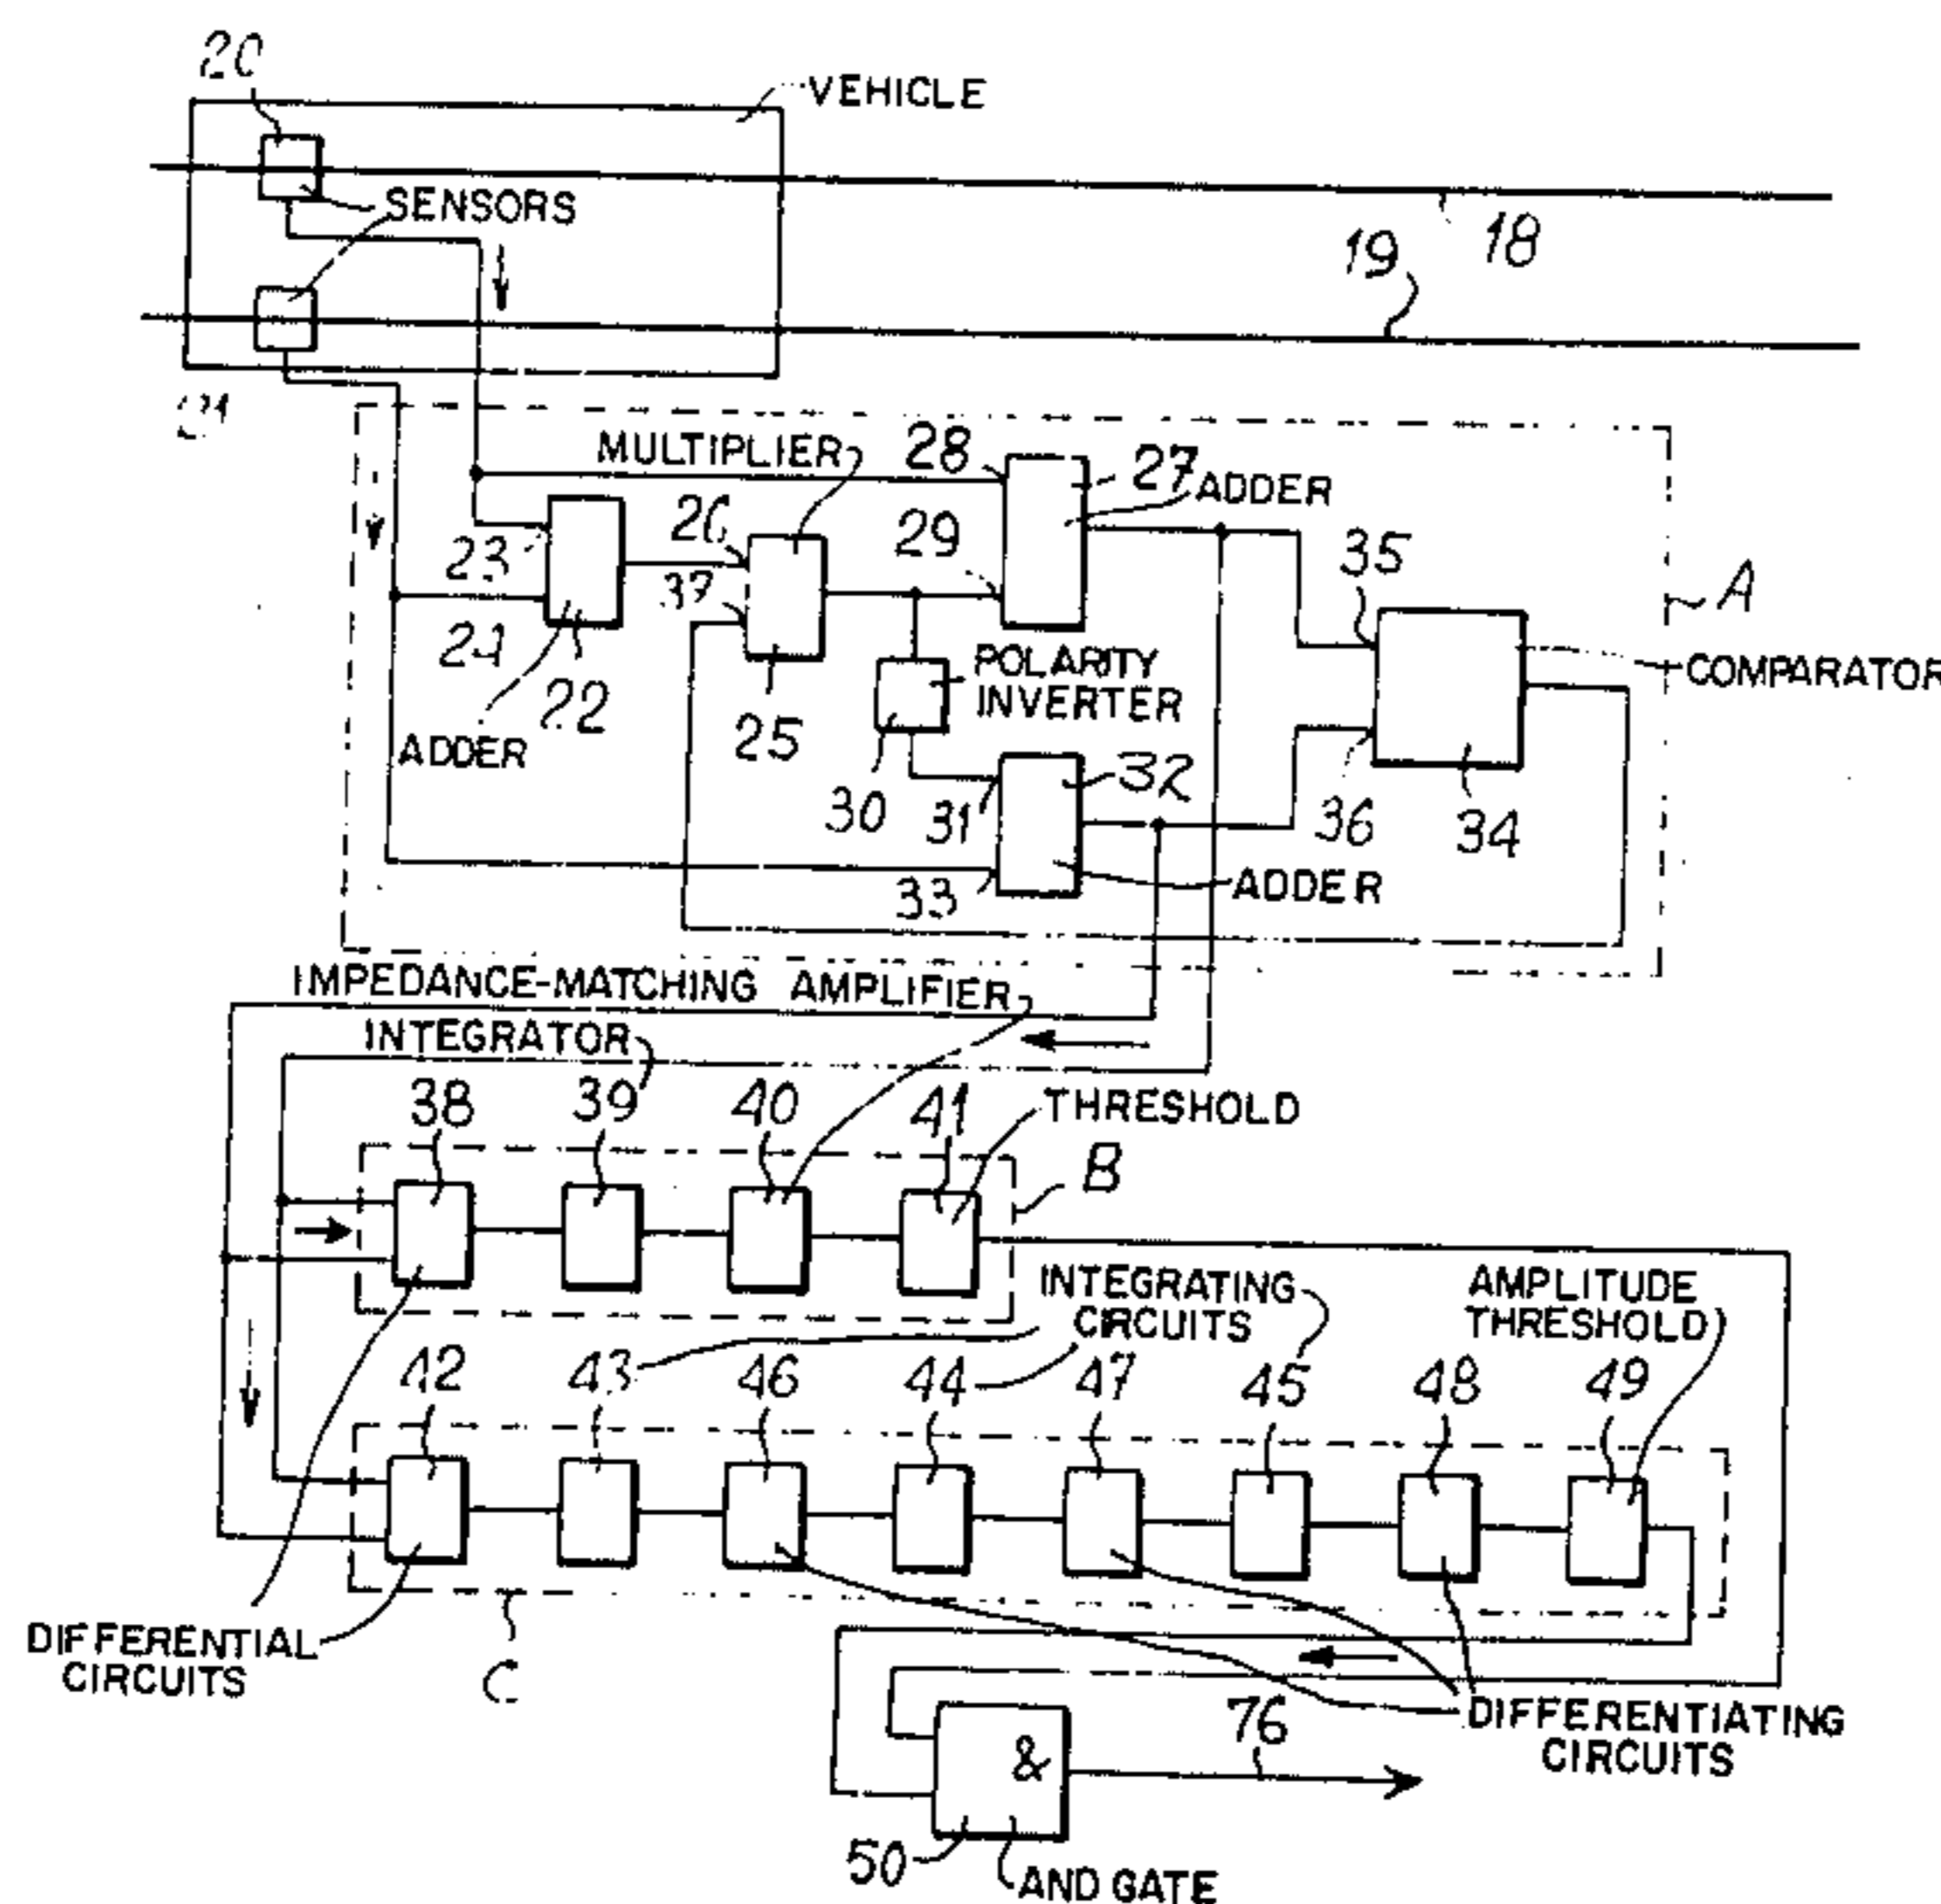 20
VEHICLE
SENSORS
18
19
MULTIPLIER
28
27
ADDER
26
29
23
35
37
A
24
22
25
POLARITY
INVERTER
COMPARATOR
ADDER
30
31
32
36
34
33
ADDER
IMPEDANCE-MATCHING AMPLIFIER
INTEGRATOR
38
39
40
41
THRESHOLD
B
INTEGRATING
CIRCUITS
AMPLITUDE
THRESHOLD
42
43
46
44
47
45
48
49
DIFFERENTIAL
CIRCUITS
C
DIFFERENTIATING
CIRCUITS
76
&
50
AND GATE